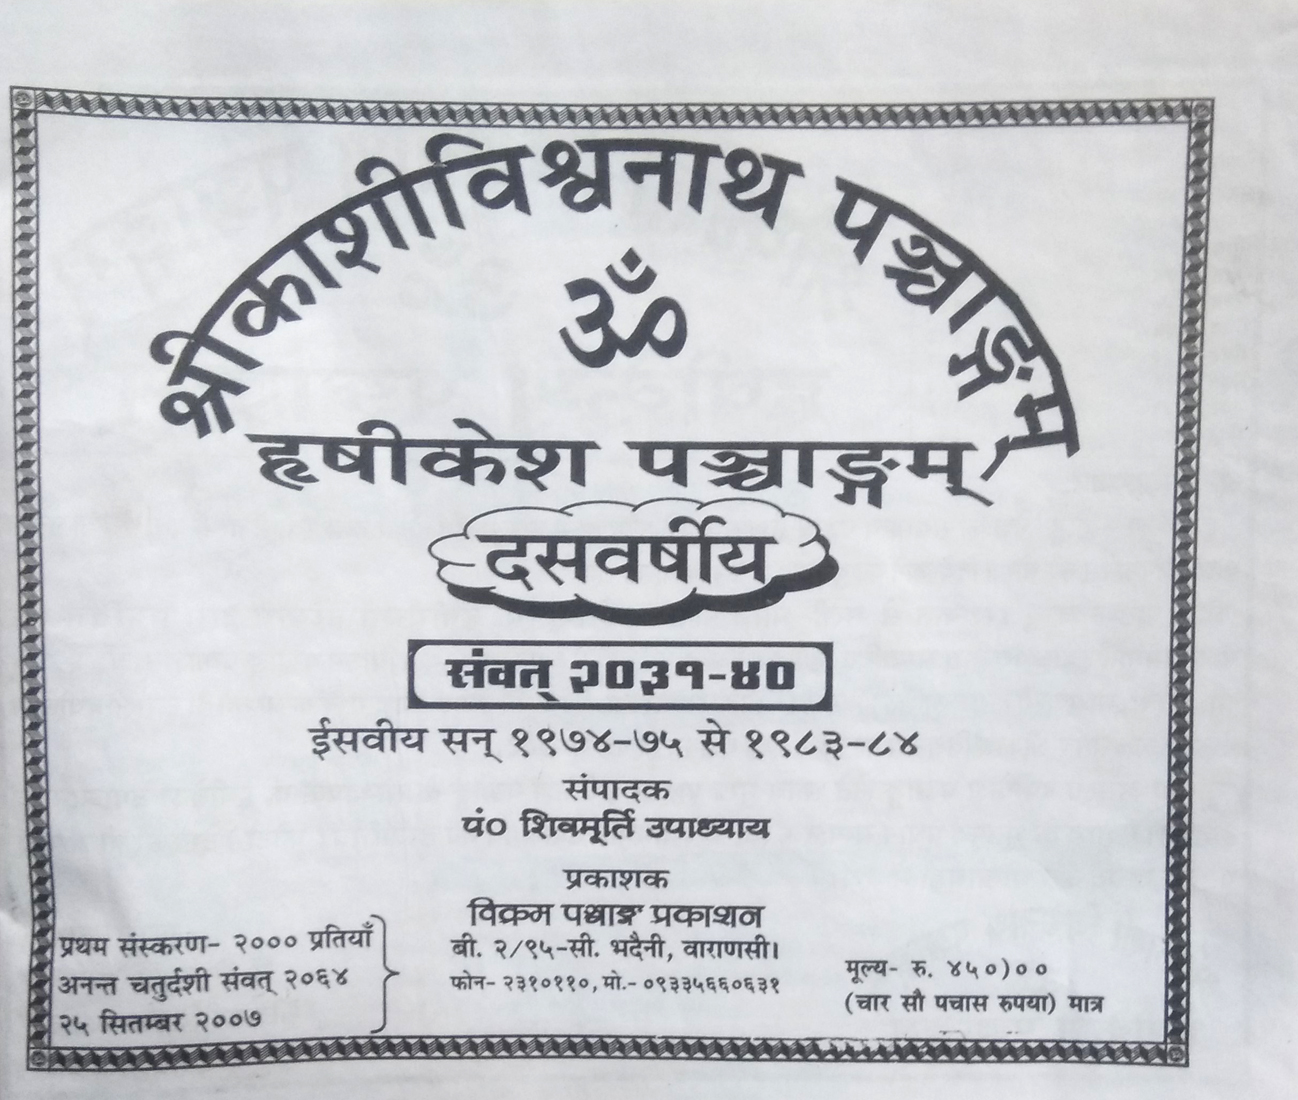 श्रीकाशीविश्वनाथ पञ्चाङ्गम्
ॐ
हृषीकेश पञ्चाङ्गम्
दसवर्षीय
संवत् २०३१-४०
ईसवीय सन् १९७४-७५ से १९८३-८४
संपादक
पं० शिवमूर्ति उपाध्याय
प्रकाशक
विक्रम पञ्चाङ्ग प्रकाशन
बी. २/९५-सी. भदैनी, वाराणसी।
फोन- २३१०११०, मो.- ०९३३५६६०६३१
प्रथम संस्करण- २००० प्रतियाँ
अनन्त चतुर्दशी संवत् २०६४
२५ सितम्बर २००७
मूल्य- रु. ४५०)००
(चार सौ पचास रुपया) मात्र